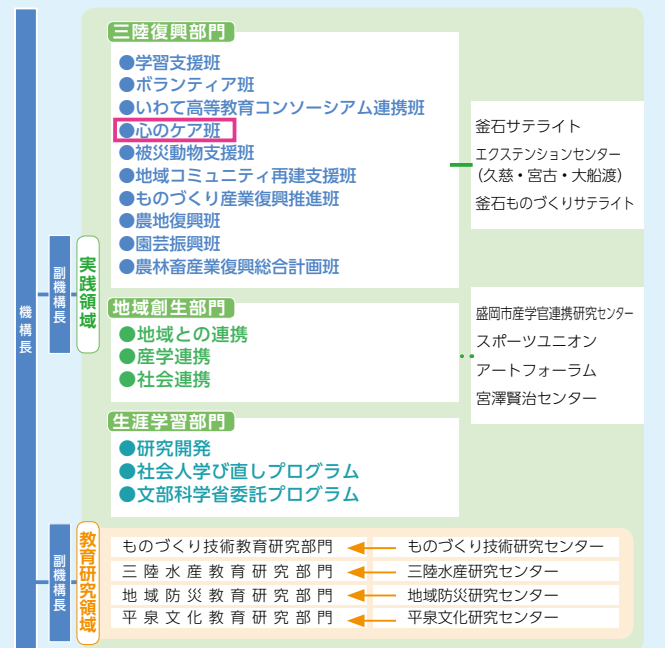 機構長
副機構長
実践領域
三陸復興部門
●学習支援班
●ボランティア班
●いわて高等教育コンソーシアム連携班
●心のケア班
●被災動物支援班
●地域コミュニティ再建支援班
●ものづくり産業復興推進班
●農地復興班
●園芸振興班
●農林畜産業復興総合計画班
釜石サテライト
エクステンションセンター
(久慈・宮古・大船渡)
釜石ものづくりサテライト
地域創生部門
●地域との連携
●産学連携
●社会連携
盛岡市産学官連携研究センター
スポーツユニオン
アートフォーラム
宮澤賢治センター
生涯学習部門
●研究開発
●社会人学び直しプログラム
●文部科学省委託プログラム
副機構長
教育研究領域
ものづくり技術教育研究部門
ものづくり技術研究センター
三陸水産教育研究部門
三陸水産研究センター
地域防災教育研究部門
地域防災研究センター
平泉文化教育研究部門
平泉文化研究センター